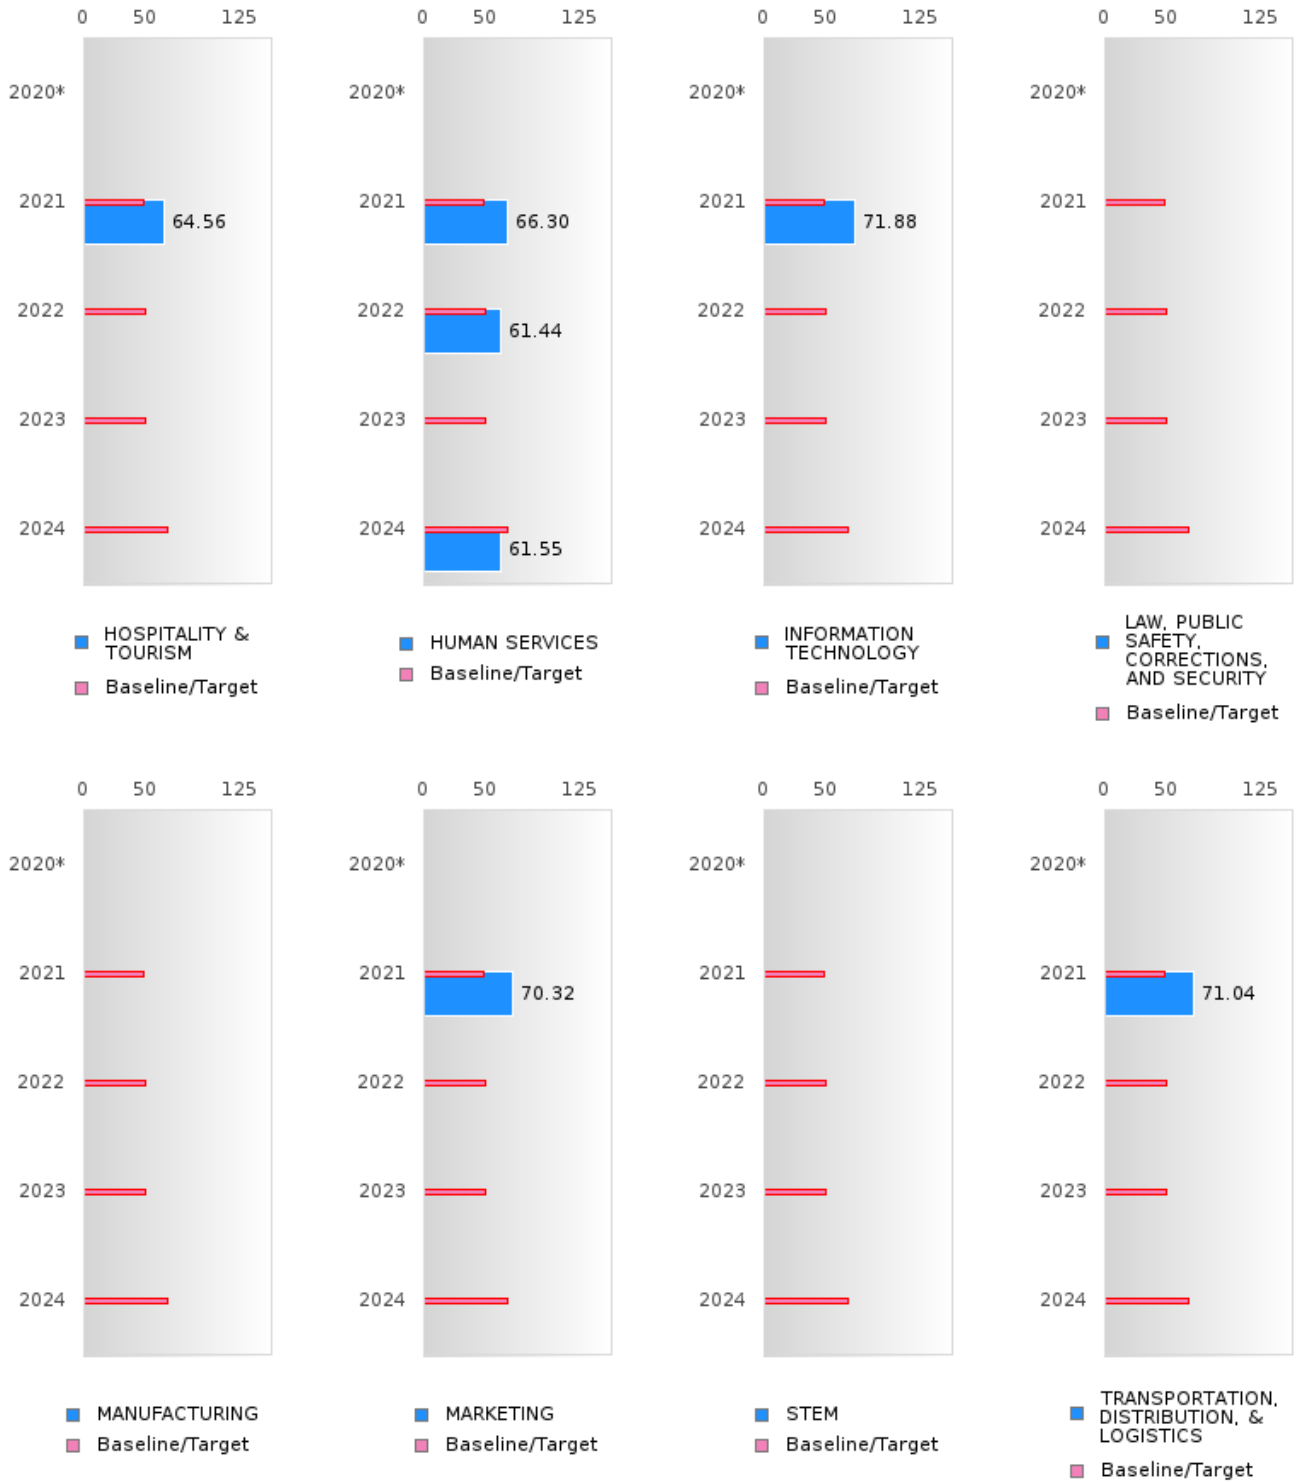 0 50 125
2020*
2021 64.56
2022
2023
2024
HOSPITALITY &
TOURISM
Baseline/Target
0 50 125
2020*
2021 66.30
2022 61.44
2023
2024 61.55
HUMAN SERVICES
Baseline/Target
0 50 125
2020*
2021 71.88
2022
2023
2024
INFORMATION
TECHNOLOGY
Baseline/Target
0 50 125
2020*
2021
2022
2023
2024
LAW, PUBLIC
SAFETY,
CORRECTIONS,
AND SECURITY
Baseline/Target
0 50 125
2020*
2021
2022
2023
2024
MANUFACTURING
Baseline/Target
0 50 125
2020*
2021 70.32
2022
2023
2024
MARKETING
Baseline/Target
0 50 125
2020*
2021
2022
2023
2024
STEM
Baseline/Target
0 50 125
2020*
2021 71.04
2022
2023
2024
TRANSPORTATION,
DISTRIBUTION, &
LOGISTICS
Baseline/Target